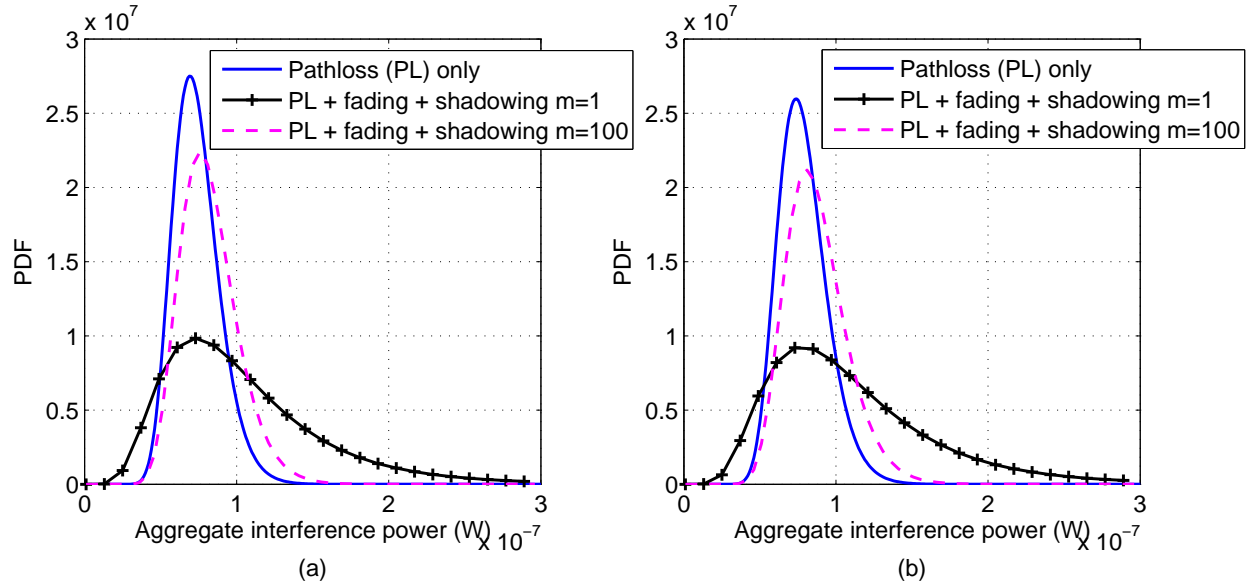 x 10^7
3
2.5
2
1.5
1
0.5
0
0 1 2 3
PDF
Aggregate interference power (W)
x 10^-7
Pathloss (PL) only
PL + fading + shadowing m=1
PL + fading + shadowing m=100
(a)
x 10^7
3
2.5
2
1.5
1
0.5
0
0 1 2 3
PDF
Aggregate interference power (W)
x 10^-7
Pathloss (PL) only
PL + fading + shadowing m=1
PL + fading + shadowing m=100
(b)